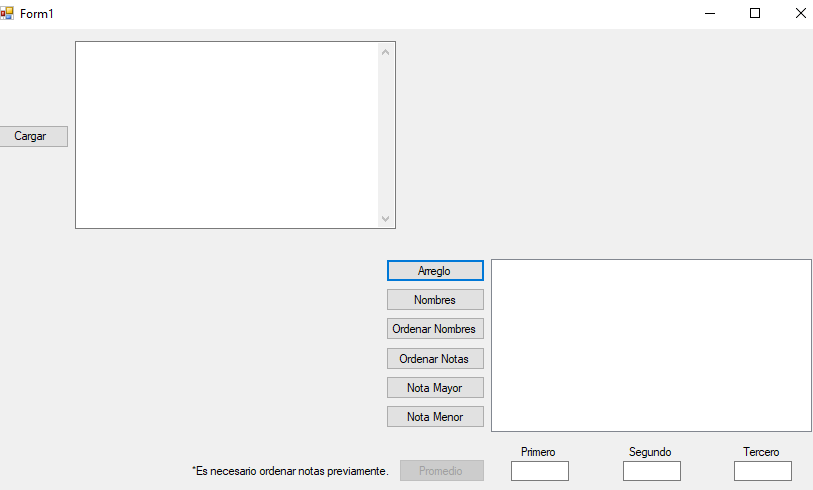 Form1
Cargar
Arreglo
Nombres
Ordenar Nombres
Ordenar Notas
Nota Mayor
Nota Menor
Primero Segundo Tercero
*Es necesario ordenar notas previamente. Promedio